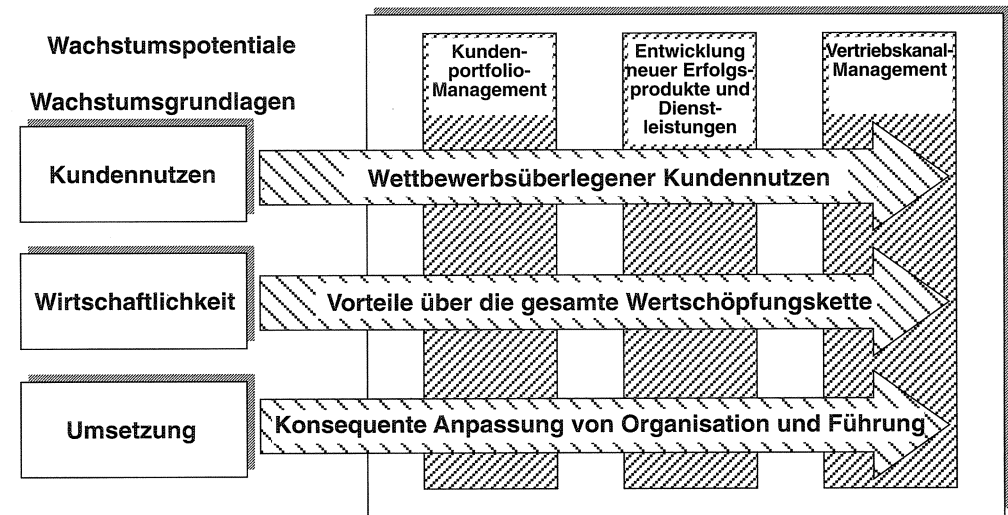 Wachstumspotentiale
Wachstumsgrundlagen
Kunden-
portfolio-
Management
Entwicklung
neuer Erfolgs-
produkte und
Dienst-
leistungen
Vertriebskanal-
Management
Kundennutzen
Wettbewerbsüberlegener Kundennutzen
Wirtschaftlichkeit
Vorteile über die gesamte Wertschöpfungskette
Umsetzung
Konsequente Anpassung von Organisation und Führung